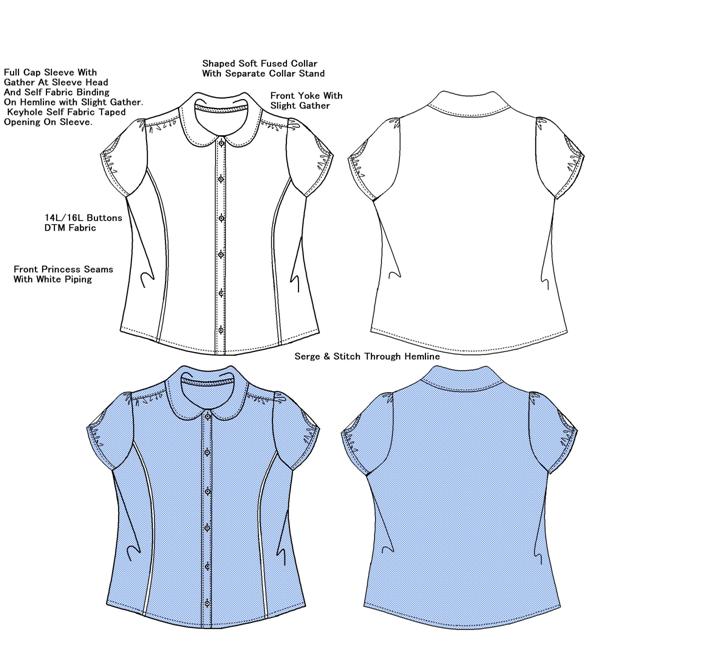 Full Cap Sleeve With
Gather At Sleeve Head
And Self Fabric Binding
On Hemline with Slight Gather.
Keyhole Self Fabric Taped
Opening On Sleeve.
Shaped Soft Fused Collar
With Separate Collar Stand
Front Yoke With
Slight Gather
14L/16L Buttons
DTM Fabric
Front Princess Seams
With White Piping
Serge & Stitch Through Hemline